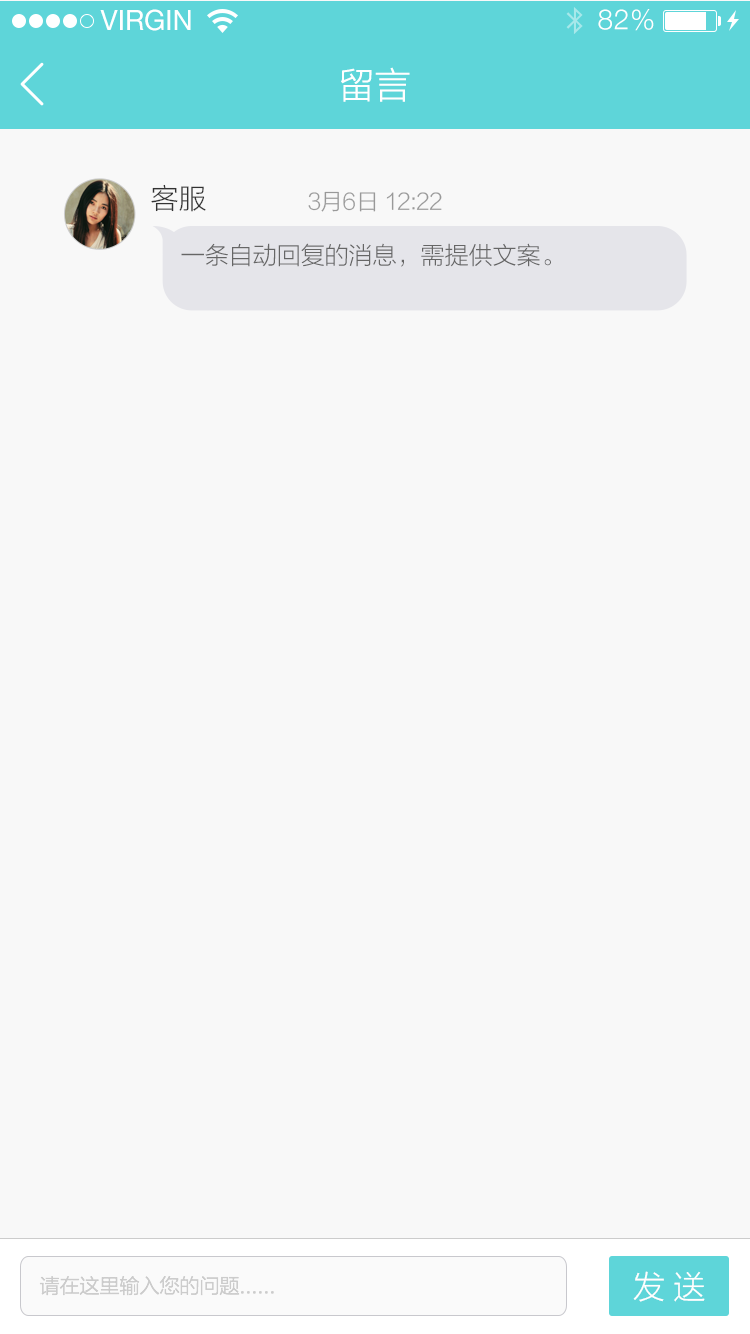 VIRGIN 82%
留言
客服 3月6日 12:22
一条自动回复的消息，需提供文案。
请在这里输入您的问题......
发 送